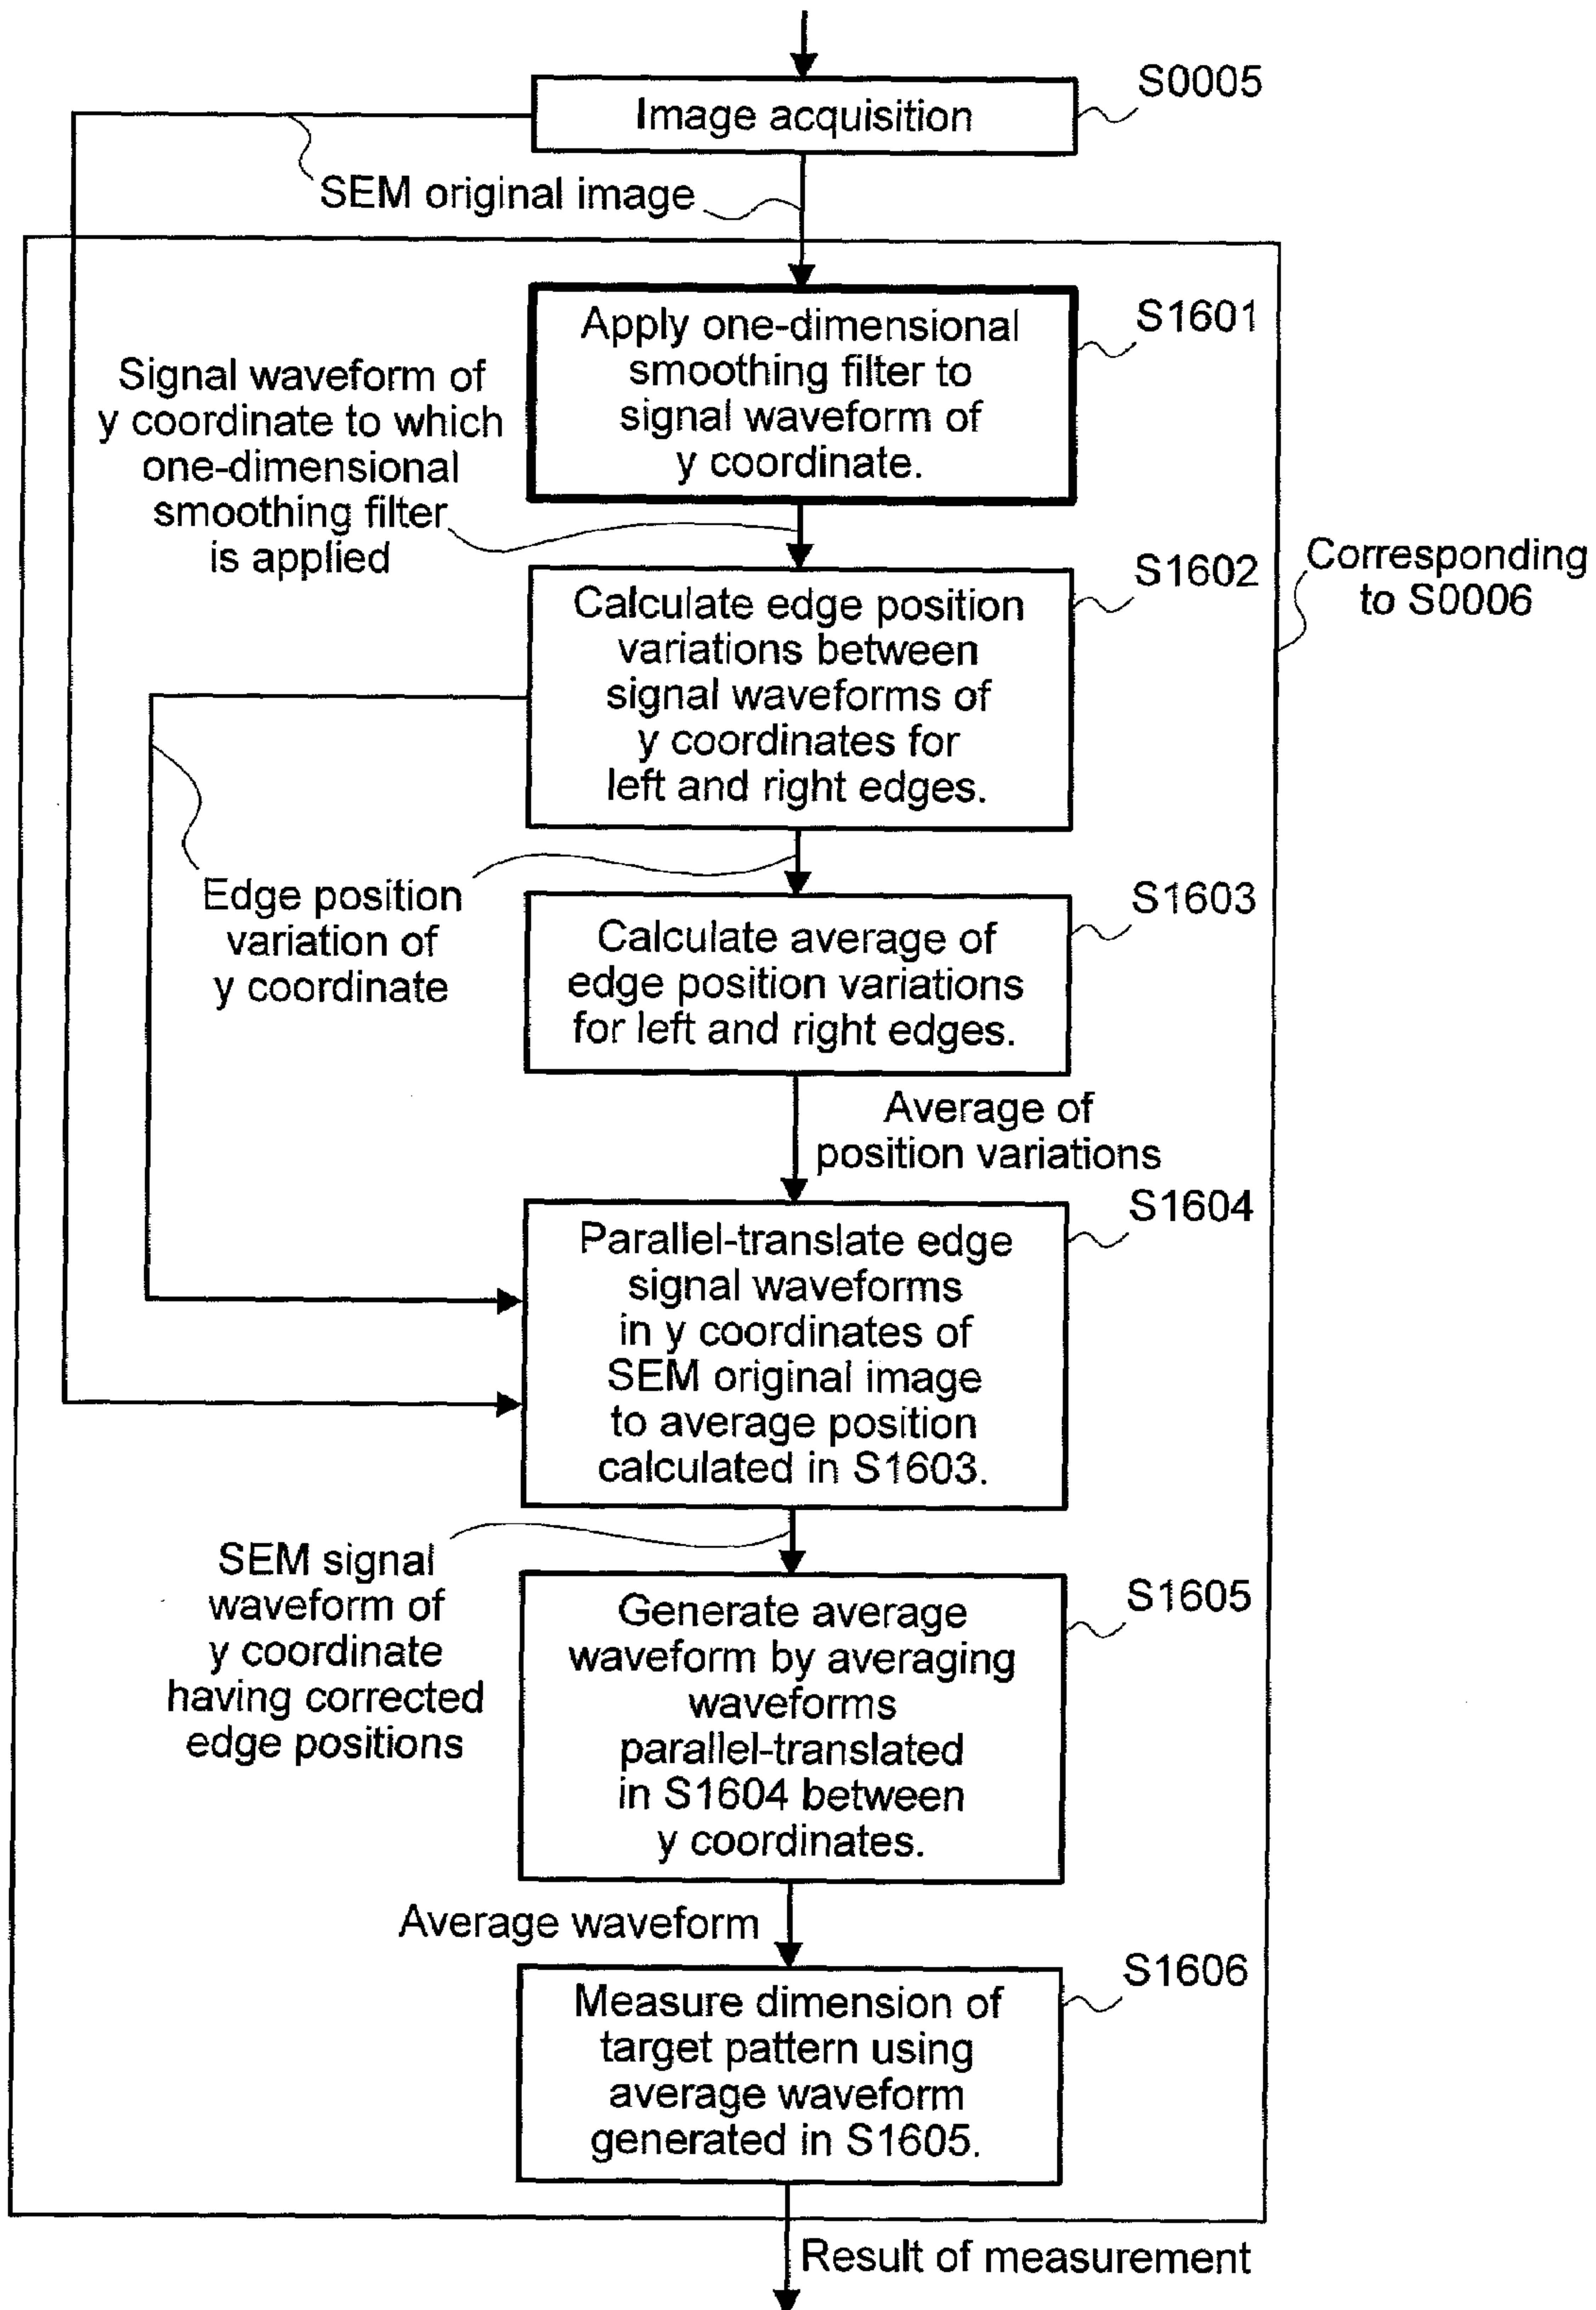 S0005
Image acquisition
SEM original image
S1601
Apply one-dimensional
smoothing filter to
signal waveform of
y coordinate.
Signal waveform of
y coordinate to which
one-dimensional
smoothing filter
is applied
Corresponding
to S0006
S1602
Calculate edge position
variations between
signal waveforms of
y coordinates for
left and right edges.
Edge position
variation of
y coordinate
S1603
Calculate average of
edge position variations
for left and right edges.
Average of
position variations
S1604
Parallel-translate edge
signal waveforms
in y coordinates of
SEM original image
to average position
calculated in S1603.
SEM signal
waveform of
y coordinate
having corrected
edge positions
S1605
Generate average
waveform by averaging
waveforms
parallel-translated
in S1604 between
y coordinates.
Average waveform
S1606
Measure dimension of
target pattern using
average waveform
generated in S1605.
Result of measurement